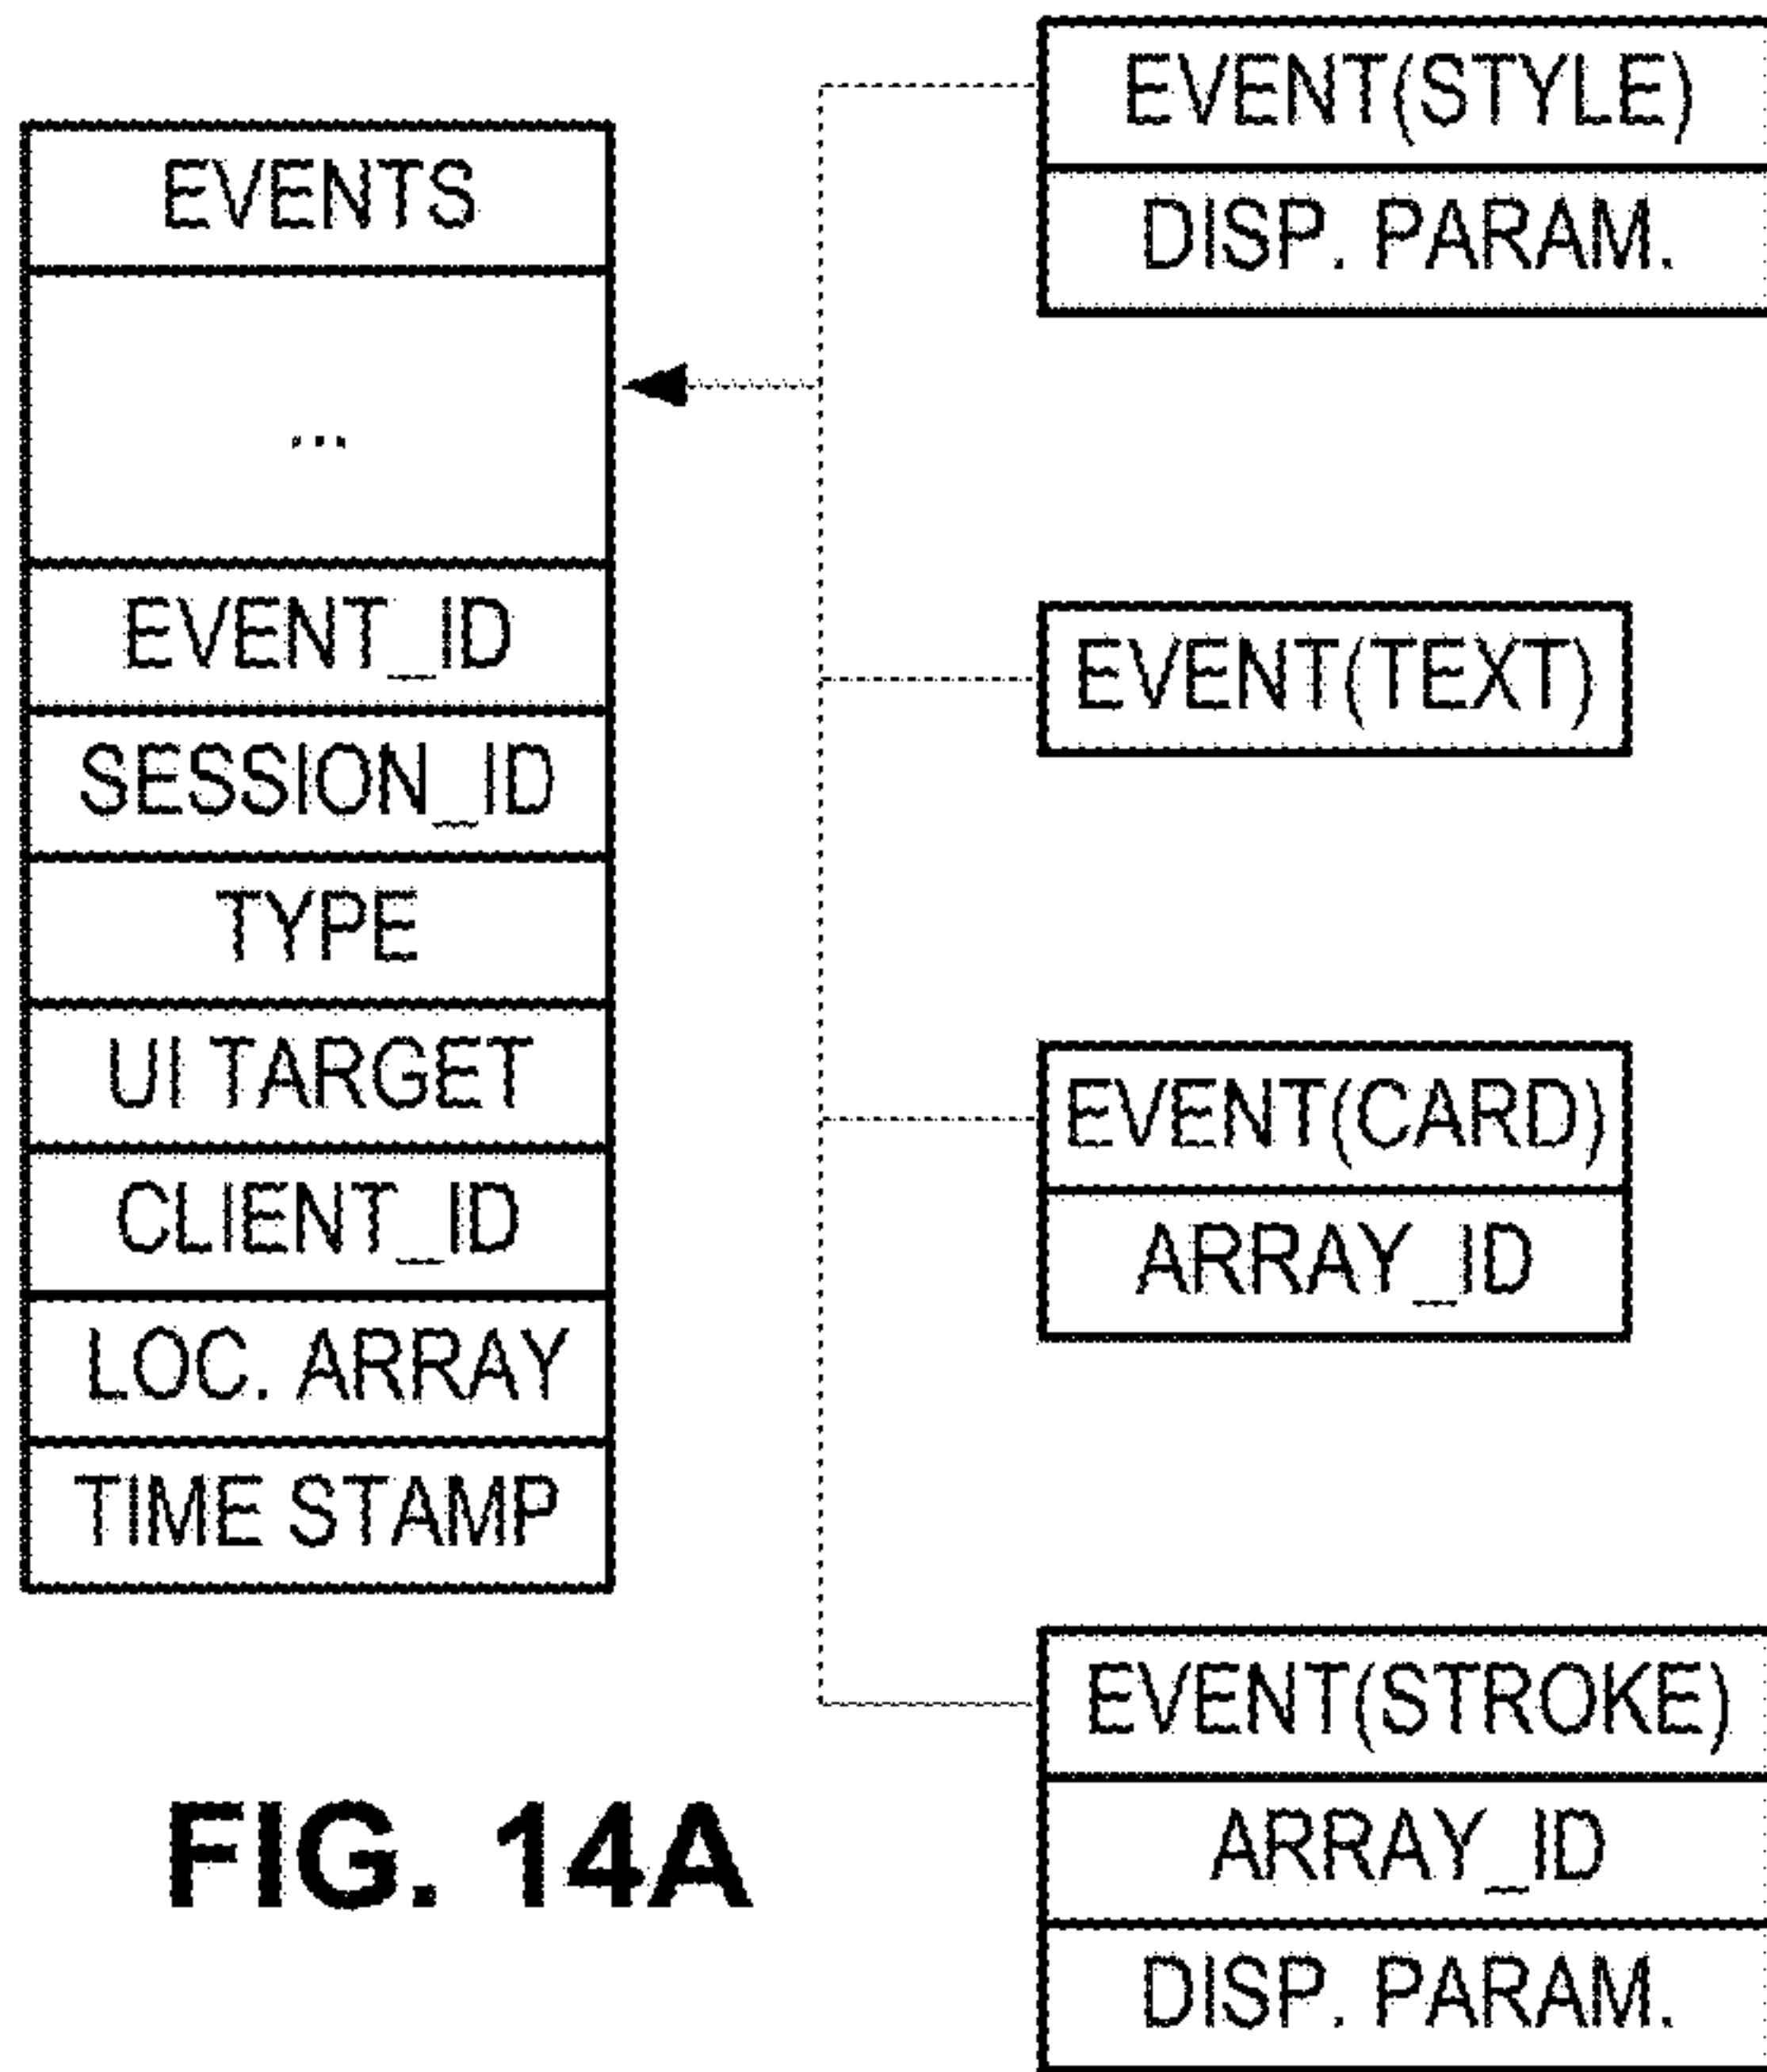 EVENTS
...
EVENT_ID
SESSION_ID
TYPE
UI TARGET
CLIENT_ID
LOC. ARRAY
TIME STAMP
EVENT(STYLE)
DISP. PARAM.
EVENT(TEXT)
EVENT(CARD)
ARRAY_ID
EVENT(STROKE)
ARRAY_ID
DISP. PARAM.
FIG. 14A